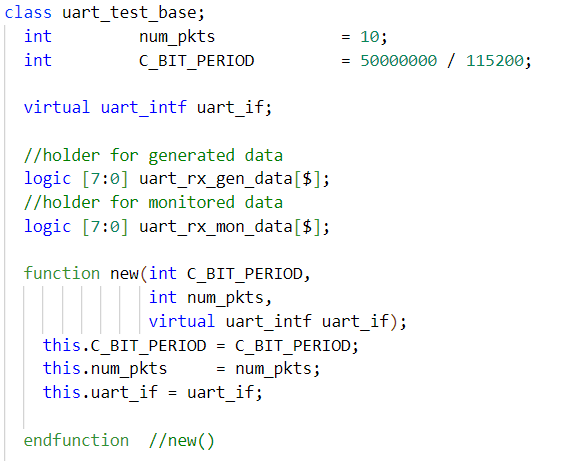 class uart_test_base;
  int         num_pkts             = 10;
  int         C_BIT_PERIOD         = 50000000 / 115200;
  virtual uart_intf uart_if;
  //holder for generated data
  logic [7:0] uart_rx_gen_data[$];
  //holder for monitored data
  logic [7:0] uart_rx_mon_data[$];
  function new(int C_BIT_PERIOD,
               int num_pkts,
               virtual uart_intf uart_if);
    this.C_BIT_PERIOD = C_BIT_PERIOD;
    this.num_pkts     = num_pkts;
    this.uart_if = uart_if;
  endfunction  //new()